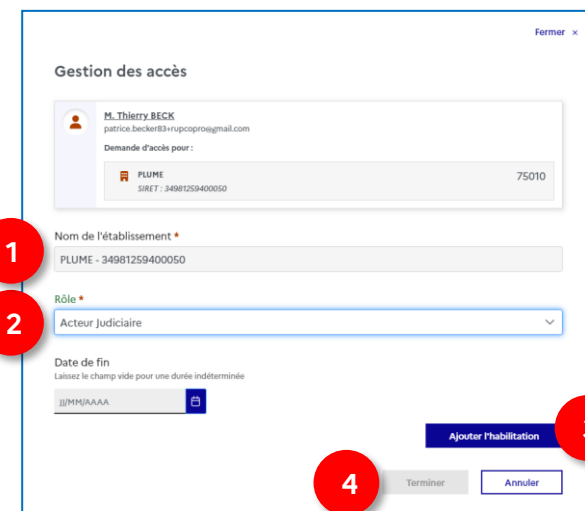 Fermer ×
Gestion des accès
M. Thierry BECK
patrice.becker83+rupcopro@gmail.com
Demande d'accès pour :
PLUME 75010
SIRET : 34981259400050
Nom de l'établissement *
1
PLUME - 34981259400050
Rôle *
2
Acteur Judiciaire
Date de fin
Laissez le champ vide pour une durée indéterminée
JJ/MM/AAAA
Ajouter l'habilitation
4
Terminer Annuler